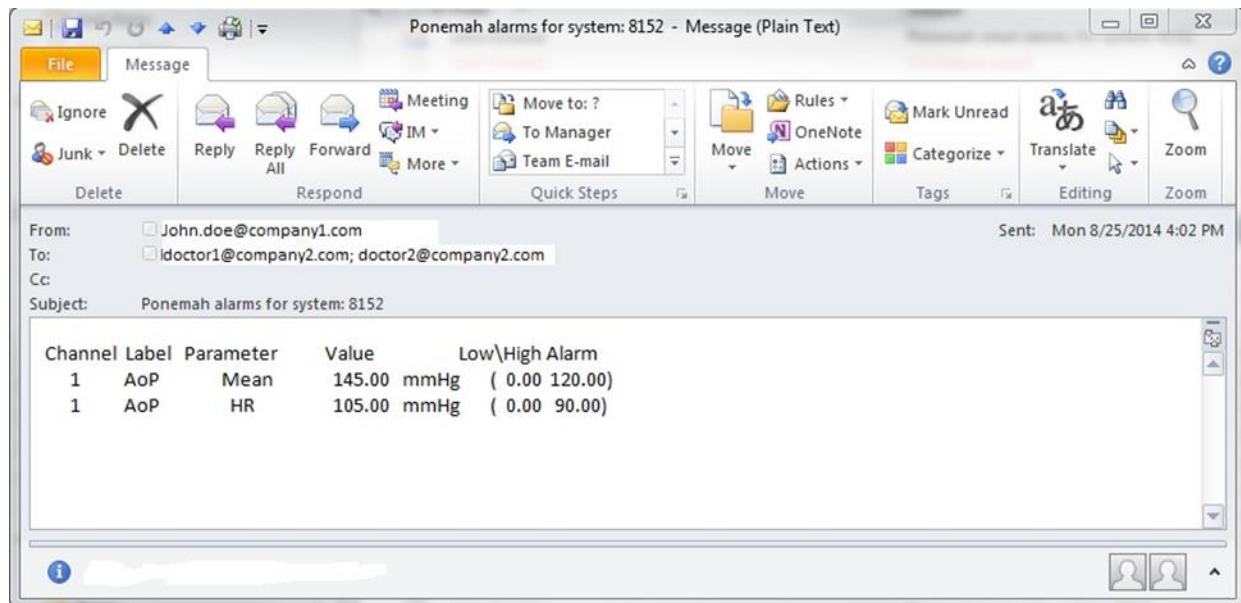 Ponemah alarms for system: 8152 - Message (Plain Text)
File Message
Ignore
Junk
Delete
Reply
Reply All
Forward
Meeting
IM
More
Move to: ?
To Manager
Team E-mail
Move
Rules
OneNote
Actions
Mark Unread
Categorize
Translate
Zoom
Delete Respond Quick Steps Move Tags Editing Zoom
From: John.doe@company1.com Sent: Mon 8/25/2014 4:02 PM
To: ldoctor1@company2.com; doctor2@company2.com
Cc:
Subject: Ponemah alarms for system: 8152
Channel Label Parameter Value Low\High Alarm
1 AoP Mean 145.00 mmHg ( 0.00 120.00)
1 AoP HR 105.00 mmHg ( 0.00 90.00)